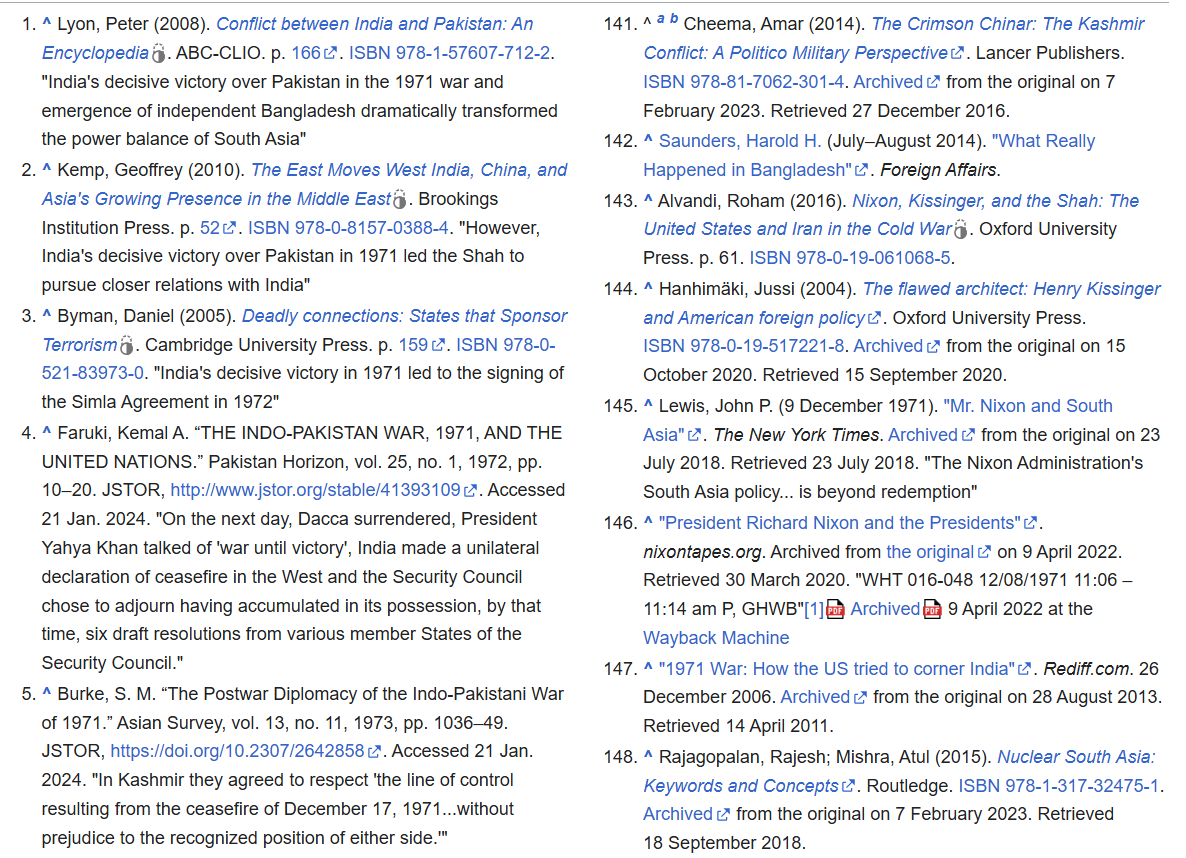 1. ^ Lyon, Peter (2008). Conflict between India and Pakistan: An
Encyclopedia. ABC-CLIO. p. 166. ISBN 978-1-57607-712-2.
"India's decisive victory over Pakistan in the 1971 war and
emergence of independent Bangladesh dramatically transformed
the power balance of South Asia"
2. ^ Kemp, Geoffrey (2010). The East Moves West India, China, and
Asia's Growing Presence in the Middle East. Brookings
Institution Press. p. 52. ISBN 978-0-8157-0388-4. "However,
India's decisive victory over Pakistan in 1971 led the Shah to
pursue closer relations with India"
3. ^ Byman, Daniel (2005). Deadly connections: States that Sponsor
Terrorism. Cambridge University Press. p. 159. ISBN 978-0-
521-83973-0. "India's decisive victory in 1971 led to the signing of
the Simla Agreement in 1972"
4. ^ Faruki, Kemal A. “THE INDO-PAKISTAN WAR, 1971, AND THE
UNITED NATIONS.” Pakistan Horizon, vol. 25, no. 1, 1972, pp.
10–20. JSTOR, http://www.jstor.org/stable/41393109. Accessed
21 Jan. 2024. "On the next day, Dacca surrendered, President
Yahya Khan talked of 'war until victory', India made a unilateral
declaration of ceasefire in the West and the Security Council
chose to adjourn having accumulated in its possession, by that
time, six draft resolutions from various member States of the
Security Council."
5. ^ Burke, S. M. “The Postwar Diplomacy of the Indo-Pakistani War
of 1971.” Asian Survey, vol. 13, no. 11, 1973, pp. 1036–49.
JSTOR, https://doi.org/10.2307/2642858. Accessed 21 Jan.
2024. "In Kashmir they agreed to respect 'the line of control
resulting from the ceasefire of December 17, 1971...without
prejudice to the recognized position of either side.'"
141. ^ a b Cheema, Amar (2014). The Crimson Chinar: The Kashmir
Conflict: A Politico Military Perspective. Lancer Publishers.
ISBN 978-81-7062-301-4. Archived from the original on 7
February 2023. Retrieved 27 December 2016.
142. ^ Saunders, Harold H. (July–August 2014). "What Really
Happened in Bangladesh". Foreign Affairs.
143. ^ Alvandi, Roham (2016). Nixon, Kissinger, and the Shah: The
United States and Iran in the Cold War. Oxford University
Press. p. 61. ISBN 978-0-19-061068-5.
144. ^ Hanhimäki, Jussi (2004). The flawed architect: Henry Kissinger
and American foreign policy. Oxford University Press.
ISBN 978-0-19-517221-8. Archived from the original on 15
October 2020. Retrieved 15 September 2020.
145. ^ Lewis, John P. (9 December 1971). "Mr. Nixon and South
Asia". The New York Times. Archived from the original on 23
July 2018. Retrieved 23 July 2018. "The Nixon Administration's
South Asia policy... is beyond redemption"
146. ^ "President Richard Nixon and the Presidents".
nixontapes.org. Archived from the original on 9 April 2022.
Retrieved 30 March 2020. "WHT 016-048 12/08/1971 11:06 –
11:14 am P, GHWB"[1] PDF Archived PDF 9 April 2022 at the
Wayback Machine
147. ^ "1971 War: How the US tried to corner India". Rediff.com. 26
December 2006. Archived from the original on 28 August 2013.
Retrieved 14 April 2011.
148. ^ Rajagopalan, Rajesh; Mishra, Atul (2015). Nuclear South Asia:
Keywords and Concepts. Routledge. ISBN 978-1-317-32475-1.
Archived from the original on 7 February 2023. Retrieved
18 September 2018.